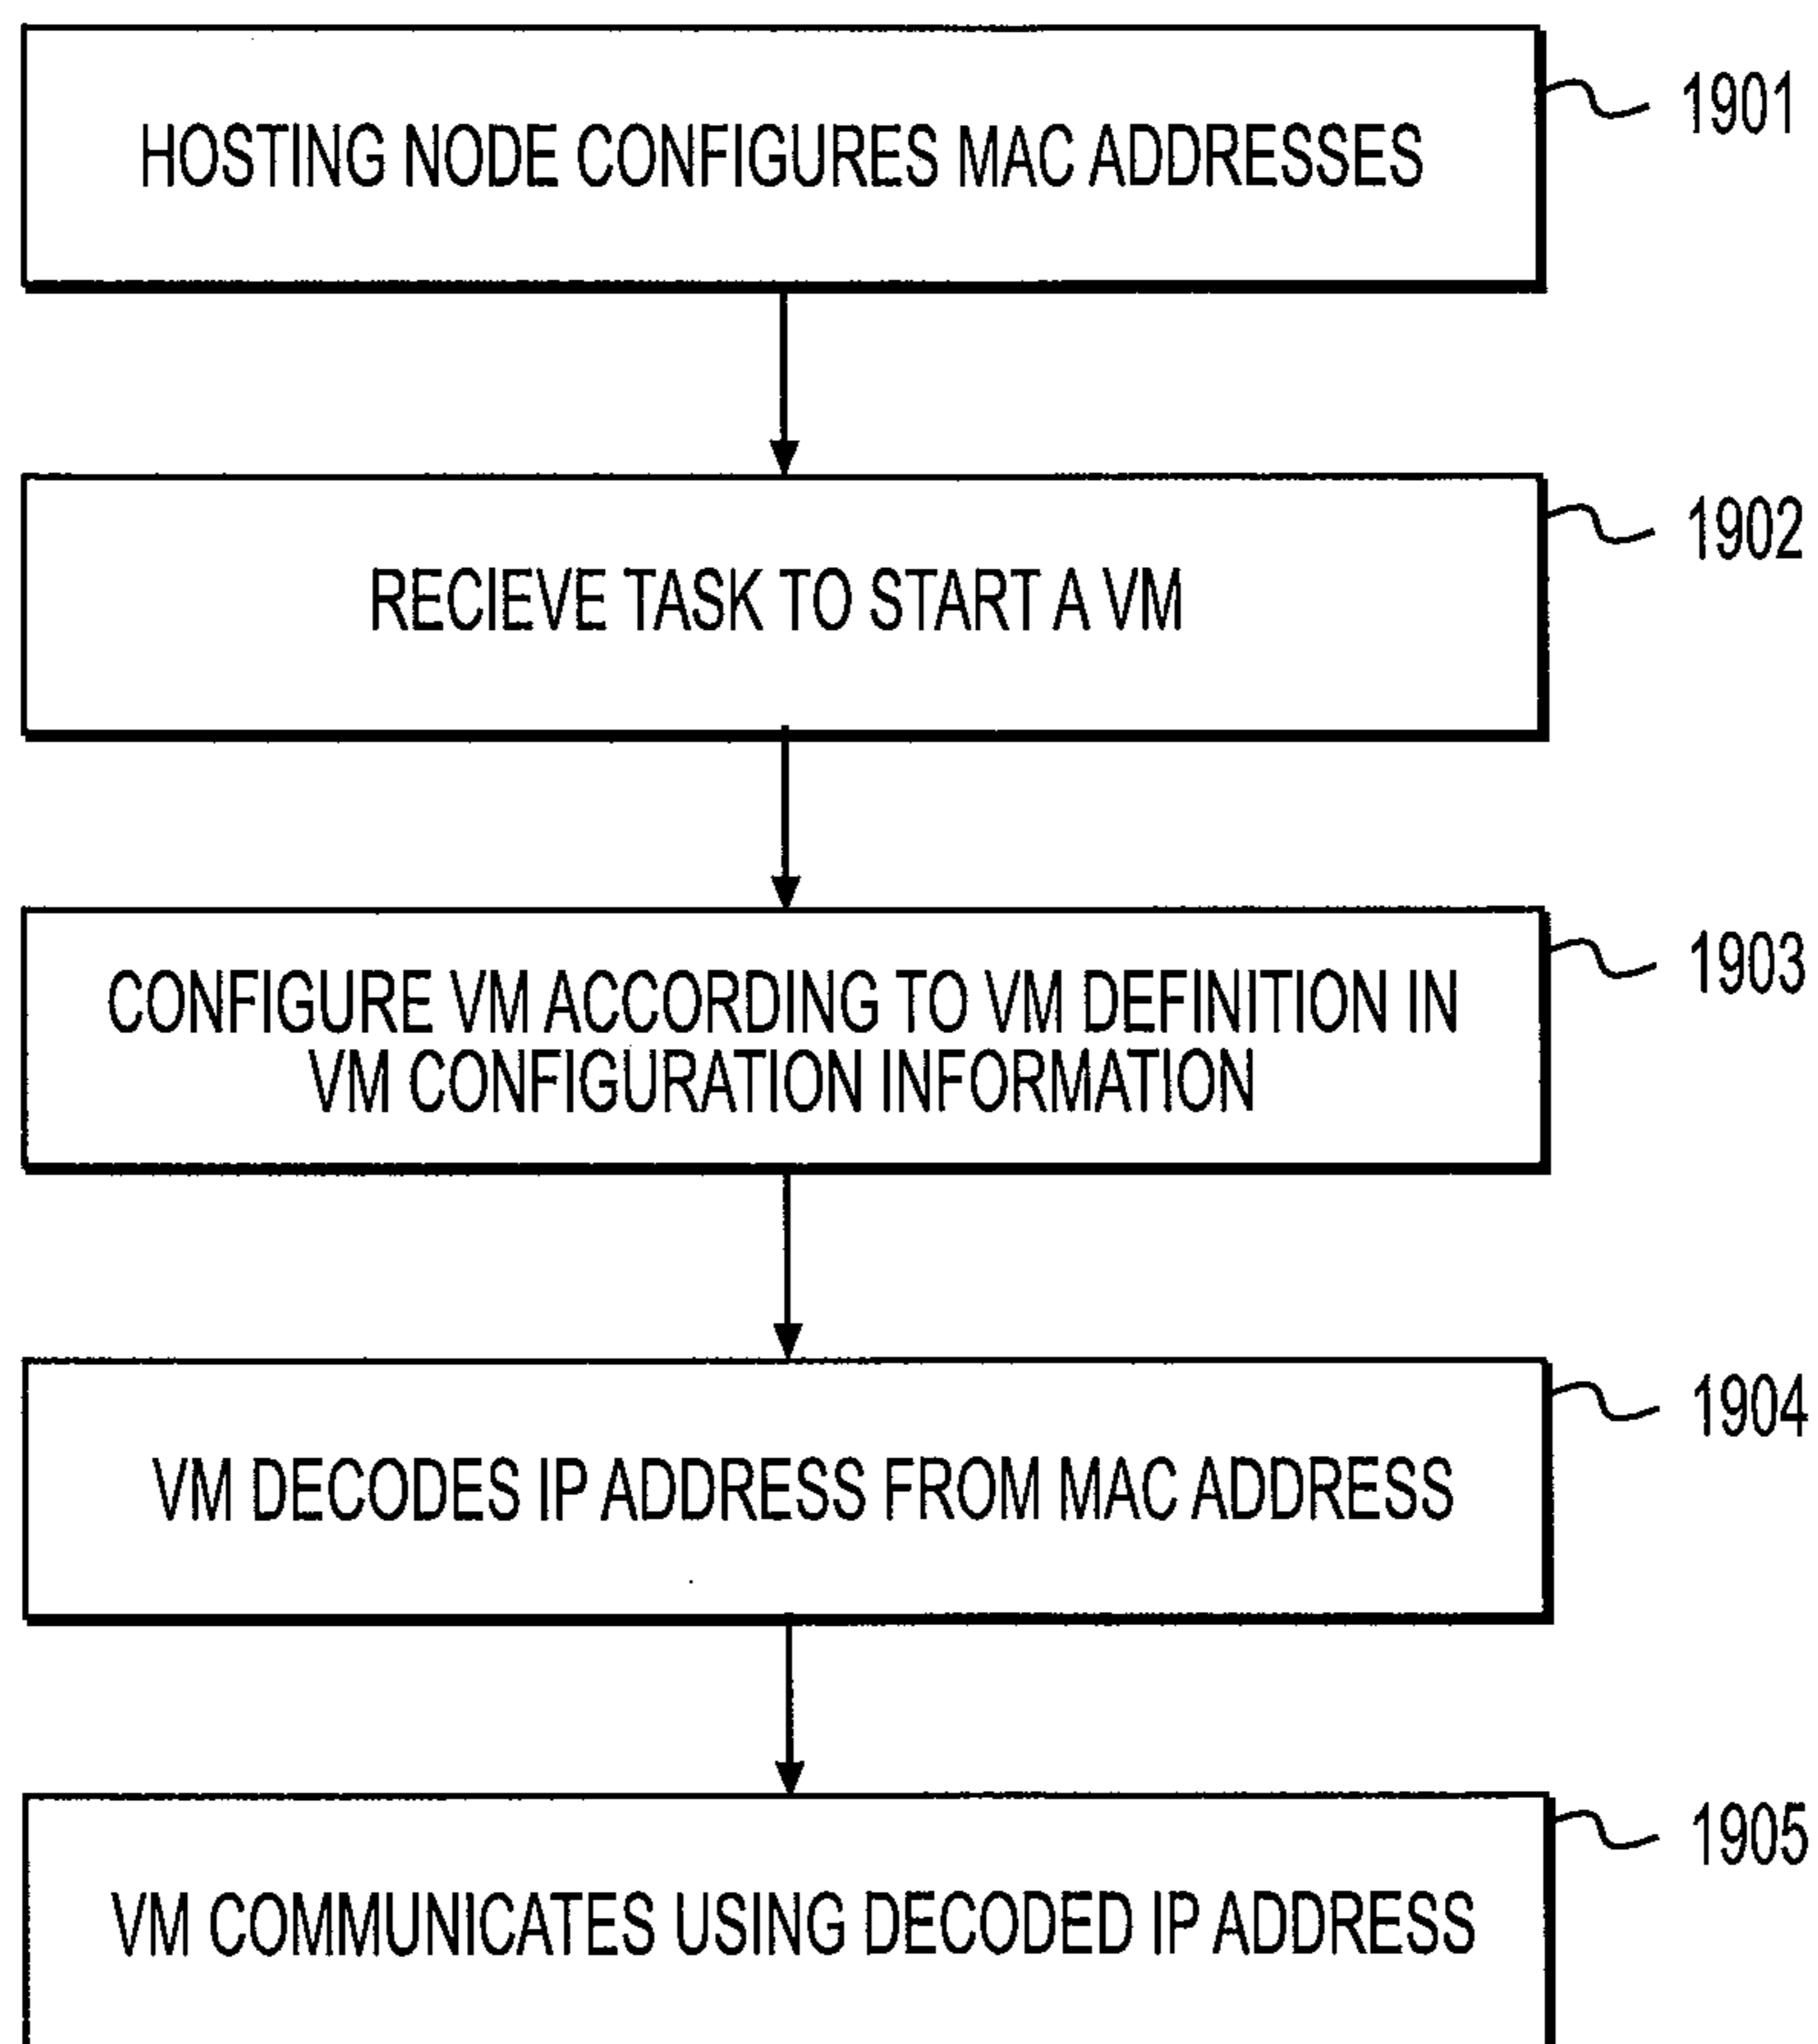 HOSTING NODE CONFIGURES MAC ADDRESSES
1901
RECIEVE TASK TO START A VM
1902
CONFIGURE VM ACCORDING TO VM DEFINITION IN
VM CONFIGURATION INFORMATION
1903
VM DECODES IP ADDRESS FROM MAC ADDRESS
1904
VM COMMUNICATES USING DECODED IP ADDRESS
1905